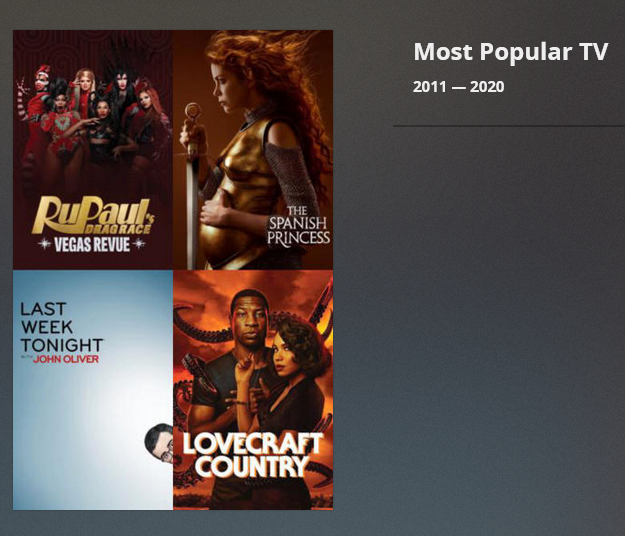 Most Popular TV
2011 — 2020
RuPaul's
DRAG RACE
VEGAS REVUE
THE
SPANISH
PRINCESS
LAST
WEEK
TONIGHT
WITH JOHN OLIVER
LOVECRAFT
COUNTRY